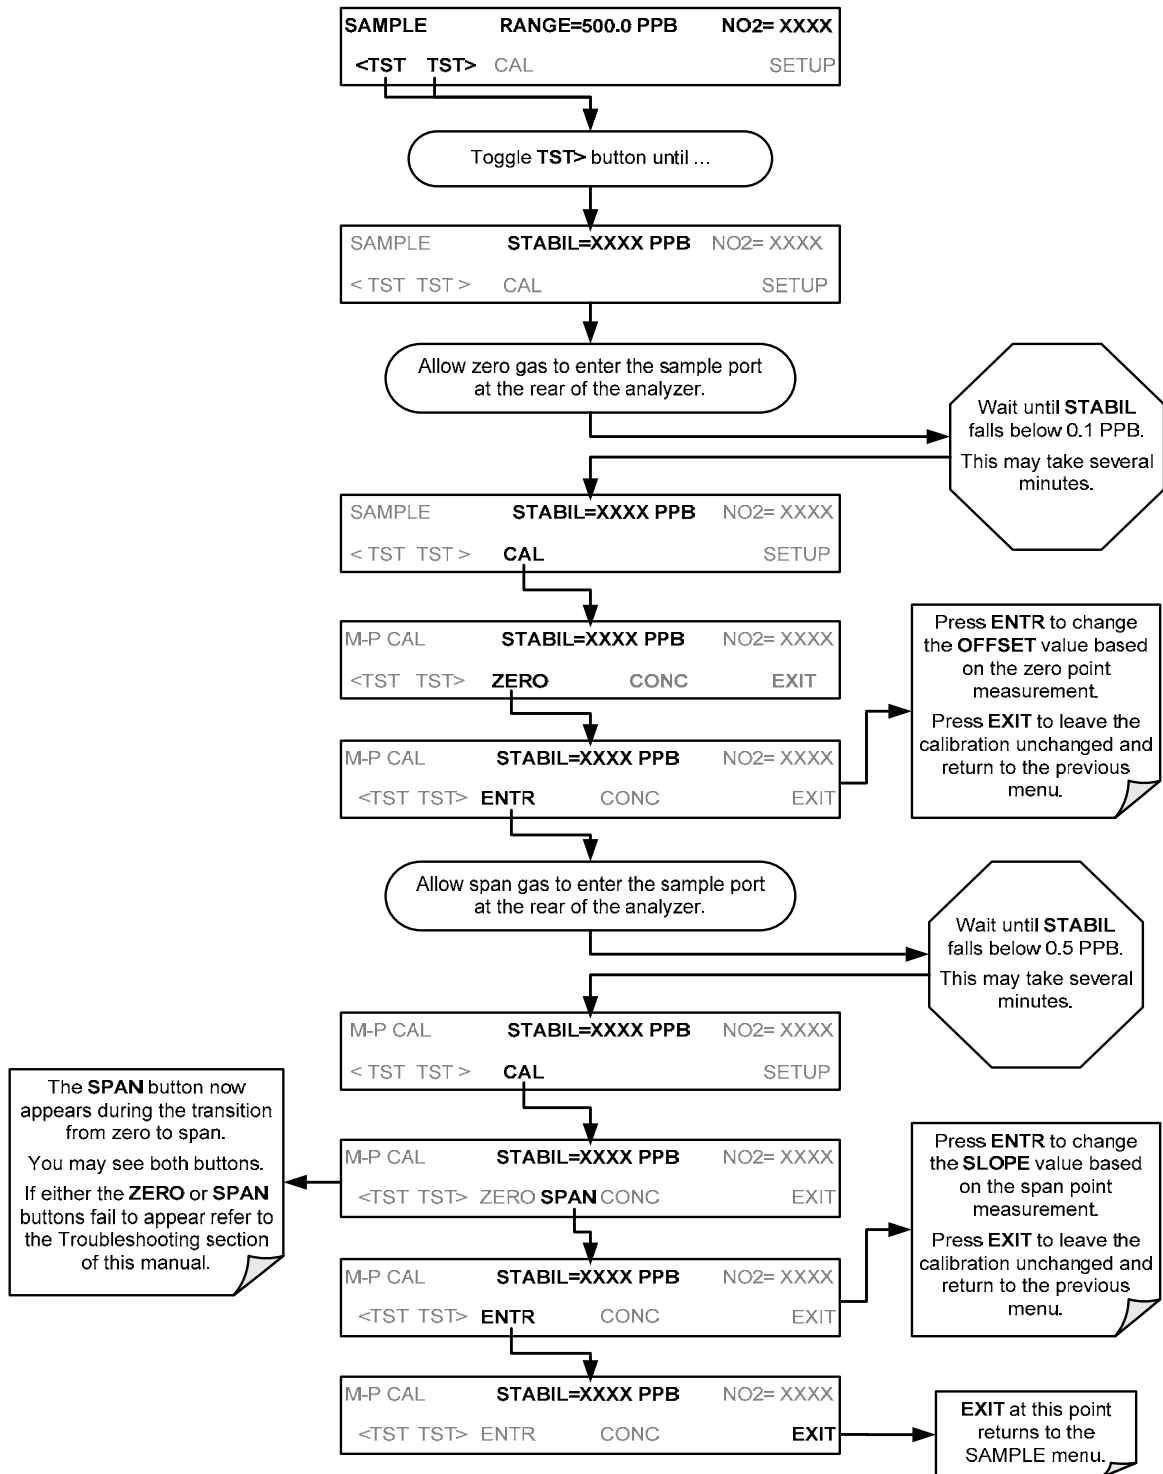 SAMPLE RANGE=500.0 PPB NO2= XXXX
<TST TST> CAL SETUP
Toggle TST> button until ...
SAMPLE STABIL=XXXX PPB NO2= XXXX
< TST TST > CAL SETUP
Allow zero gas to enter the sample port
at the rear of the analyzer.
Wait until STABIL
falls below 0.1 PPB.
This may take several
minutes.
SAMPLE STABIL=XXXX PPB NO2= XXXX
< TST TST > CAL SETUP
M-P CAL STABIL=XXXX PPB NO2= XXXX
<TST TST> ZERO CONC EXIT
Press ENTR to change
the OFFSET value based
on the zero point
measurement.
Press EXIT to leave the
calibration unchanged and
return to the previous
menu.
M-P CAL STABIL=XXXX PPB NO2= XXXX
<TST TST> ENTR CONC EXIT
Allow span gas to enter the sample port
at the rear of the analyzer.
Wait until STABIL
falls below 0.5 PPB.
This may take several
minutes.
M-P CAL STABIL=XXXX PPB NO2= XXXX
< TST TST > CAL SETUP
The SPAN button now
appears during the transition
from zero to span.
You may see both buttons.
If either the ZERO or SPAN
buttons fail to appear refer to
the Troubleshooting section
of this manual.
M-P CAL STABIL=XXXX PPB NO2= XXXX
<TST TST> ZERO SPAN CONC EXIT
Press ENTR to change
the SLOPE value based
on the span point
measurement.
Press EXIT to leave the
calibration unchanged and
return to the previous
menu.
M-P CAL STABIL=XXXX PPB NO2= XXXX
<TST TST> ENTR CONC EXIT
M-P CAL STABIL=XXXX PPB NO2= XXXX
<TST TST> ENTR CONC EXIT
EXIT at this point
returns to the
SAMPLE menu.